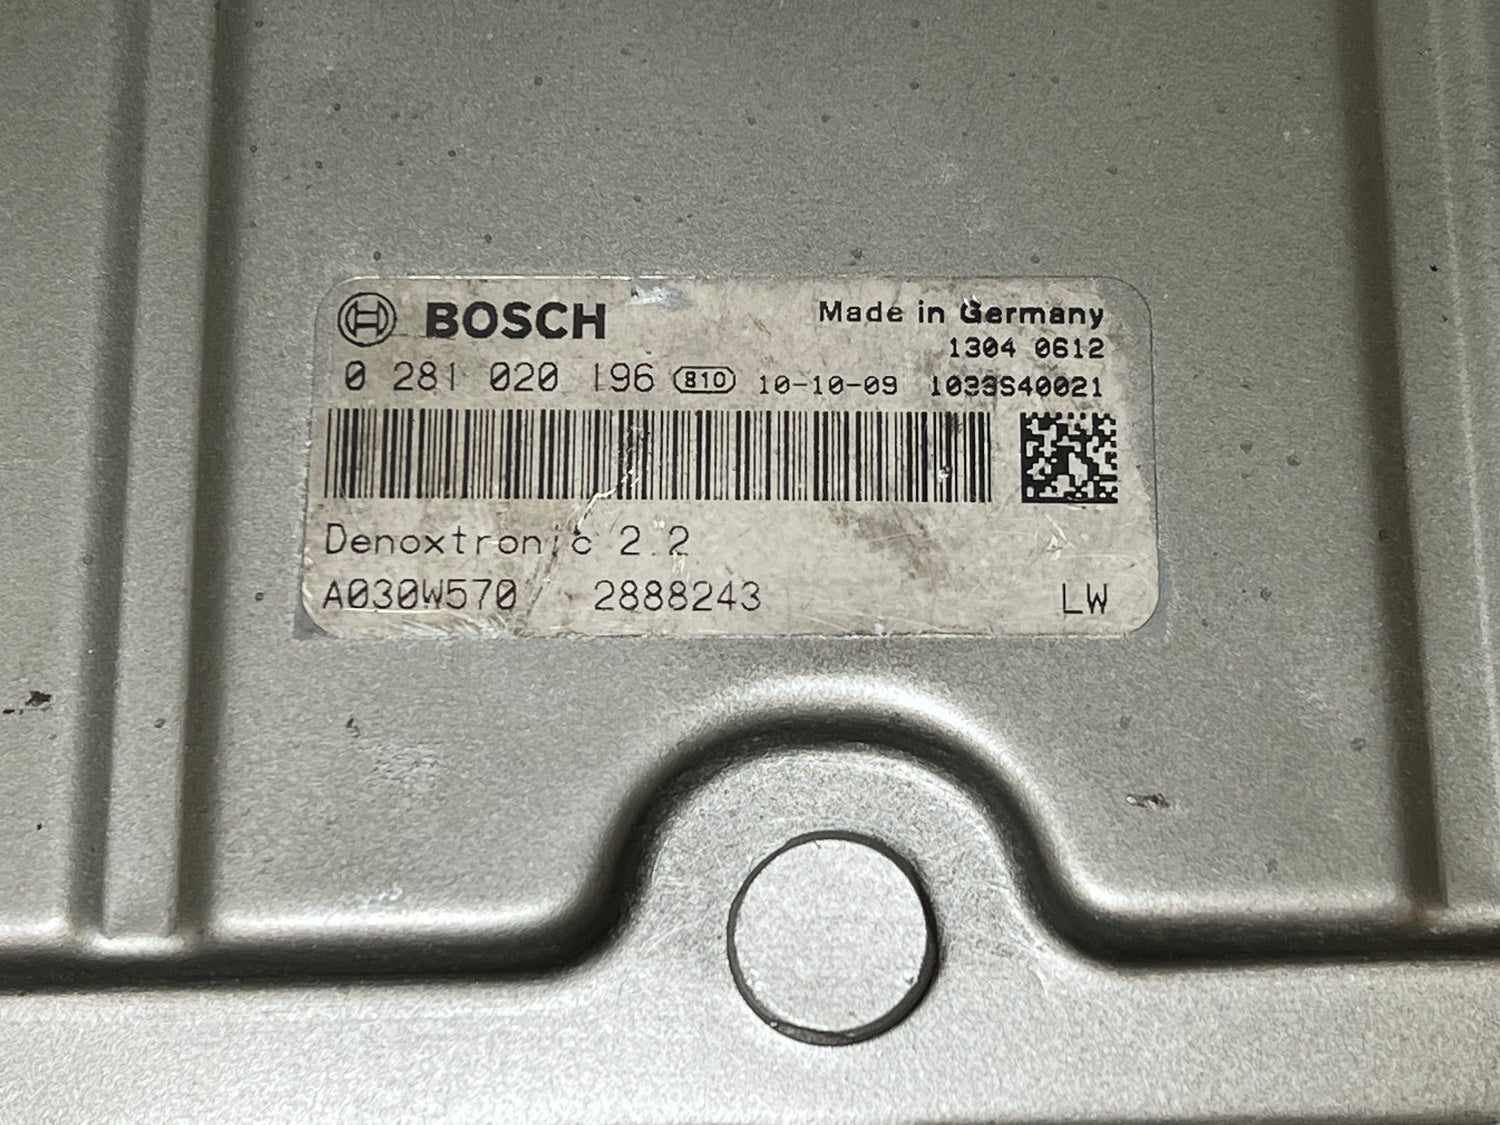 BOSCH Made in Germany
1304 0612
0 281 020 196 810 10-10-09 1039S40021
Denoxtronic 2.2
A030W570 2888243 LW